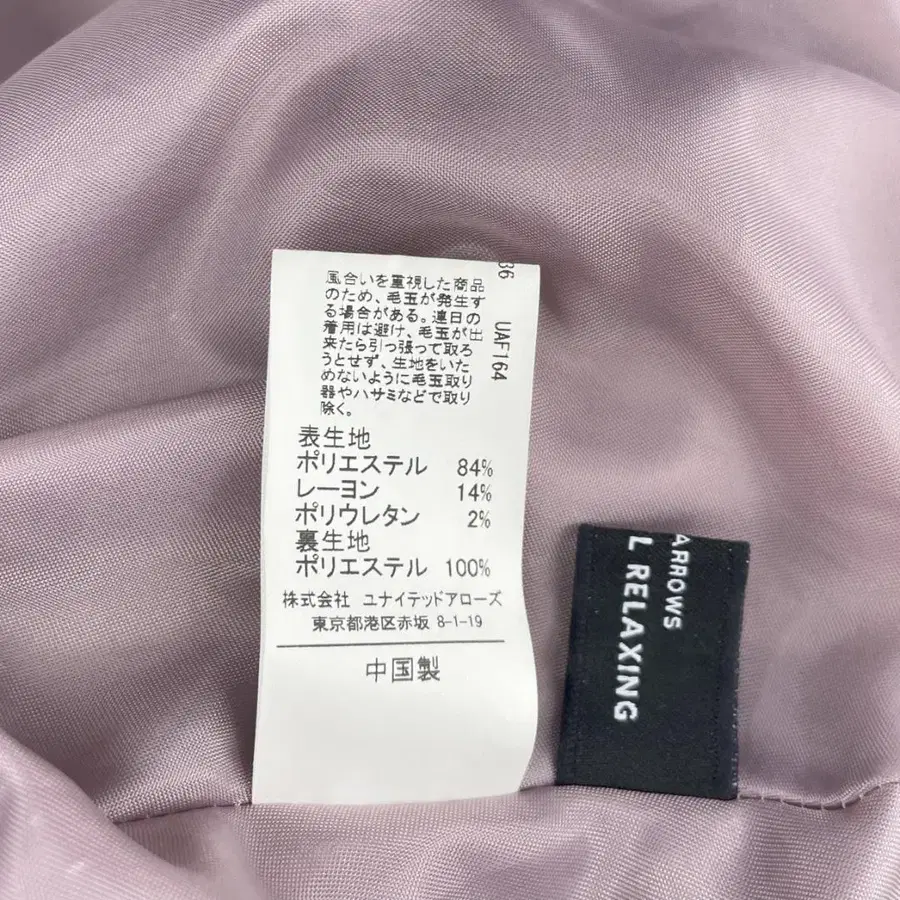 風合いを重視した商品
のため、毛玉が発生す
る場合がある。連日の
着用は避け、毛玉が出
来たら引っ張って取ろ
うとせず、生地をいた
めないように毛玉取り
器やハサミなどで取り
除く。
表生地
ポリエステル 84%
レーヨン 14%
ポリウレタン 2%
裏生地
ポリエステル 100%
株式会社 ユナイテッドアローズ
東京都港区赤坂 8-1-19
中国製
36 UAF164
ARROWS
L RELAXING